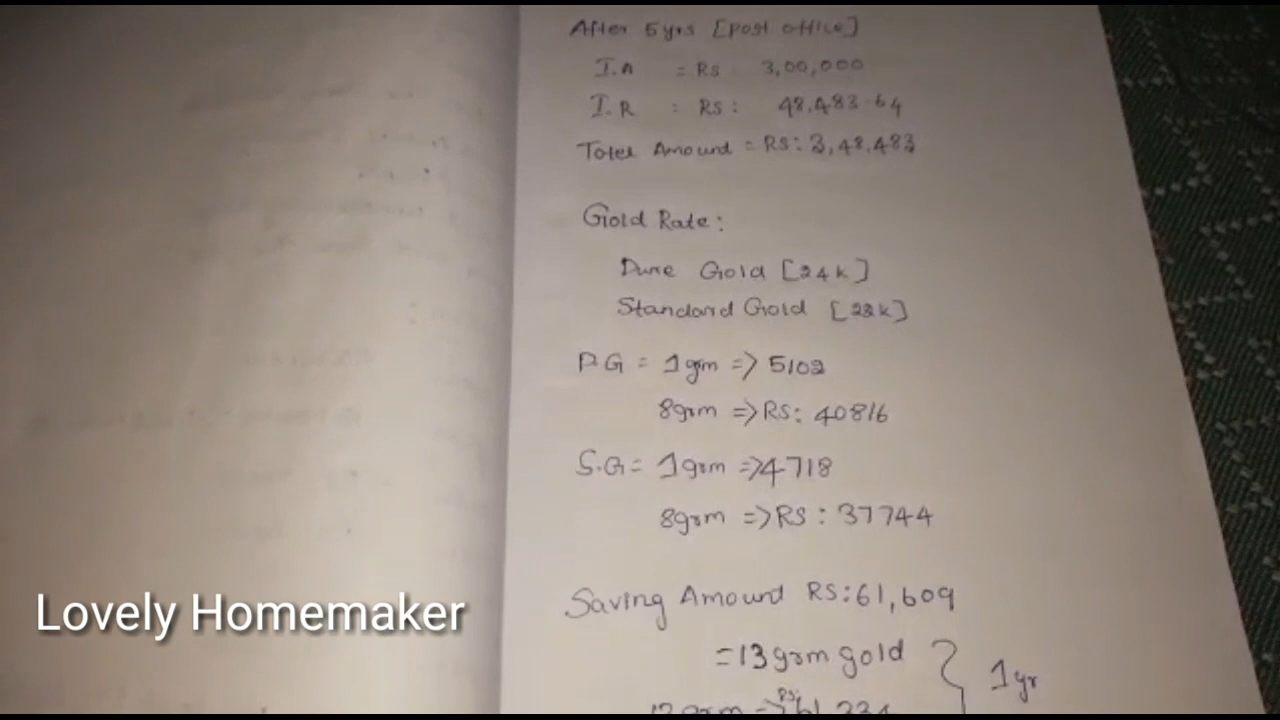 After 5yrs [post office]
I.A = RS 3,00,000
I.R : RS: 48,483.64
Total Amount = RS: 3,48,483
Gold Rate:
Pure Gold [24k]
Standard Gold [22k]
P.G = 1grm => 5102
8grm => RS: 40816
S.G = 1grm => 4718
8grm => RS: 37744
Saving Amount RS: 61,609
= 13grm gold } 1yr
Lovely Homemaker